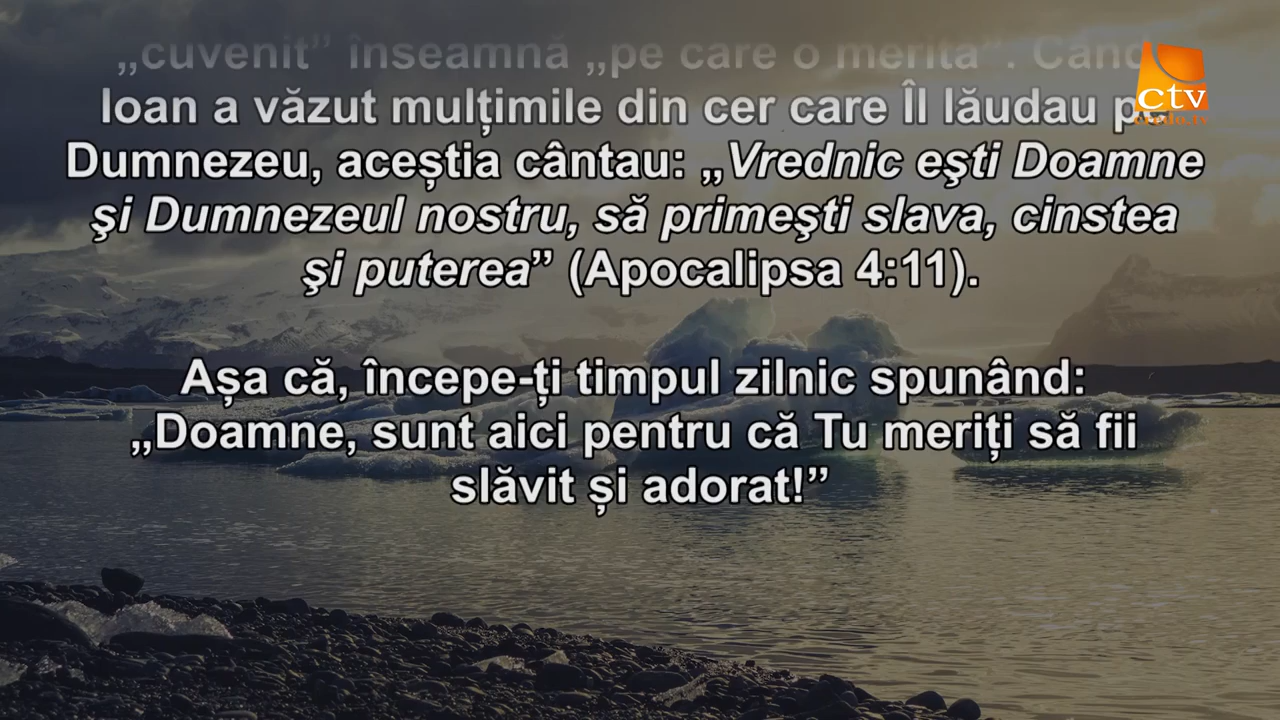 „cuvenit” înseamnă „pe care o merită”. Când
Ioan a văzut mulțimile din cer care Îl lăudau pe
Dumnezeu, aceștia cântau: „Vrednic eşti Doamne
şi Dumnezeul nostru, să primeşti slava, cinstea
şi puterea” (Apocalipsa 4:11).
Așa că, începe-ți timpul zilnic spunând:
„Doamne, sunt aici pentru că Tu meriți să fii
slăvit și adorat!”
ctv
credo.tv